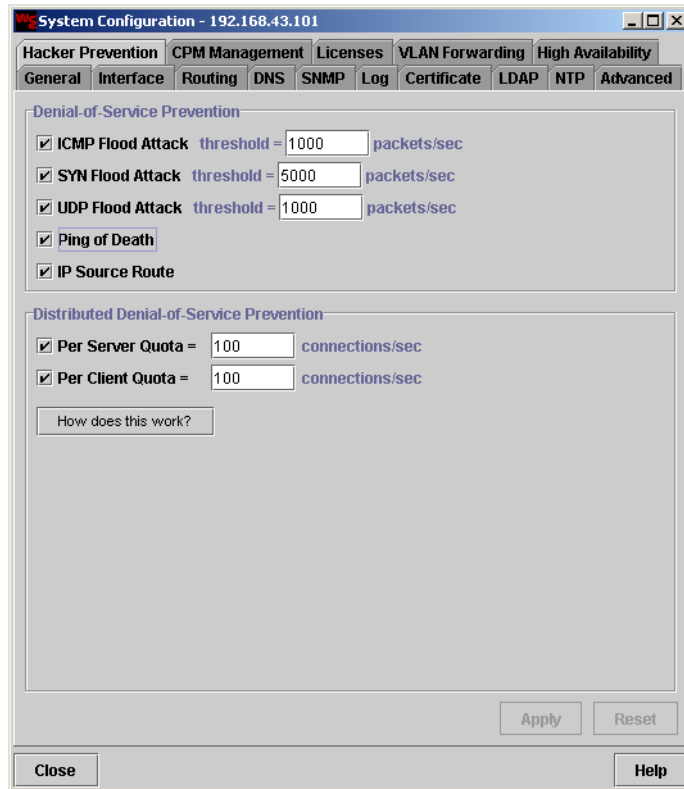 WG System Configuration - 192.168.43.101
Hacker Prevention CPM Management Licenses VLAN Forwarding High Availability
General Interface Routing DNS SNMP Log Certificate LDAP NTP Advanced
Denial-of-Service Prevention
ICMP Flood Attack threshold = 1000 packets/sec
SYN Flood Attack threshold = 5000 packets/sec
UDP Flood Attack threshold = 1000 packets/sec
Ping of Death
IP Source Route
Distributed Denial-of-Service Prevention
Per Server Quota = 100 connections/sec
Per Client Quota = 100 connections/sec
How does this work?
Apply Reset
Close Help